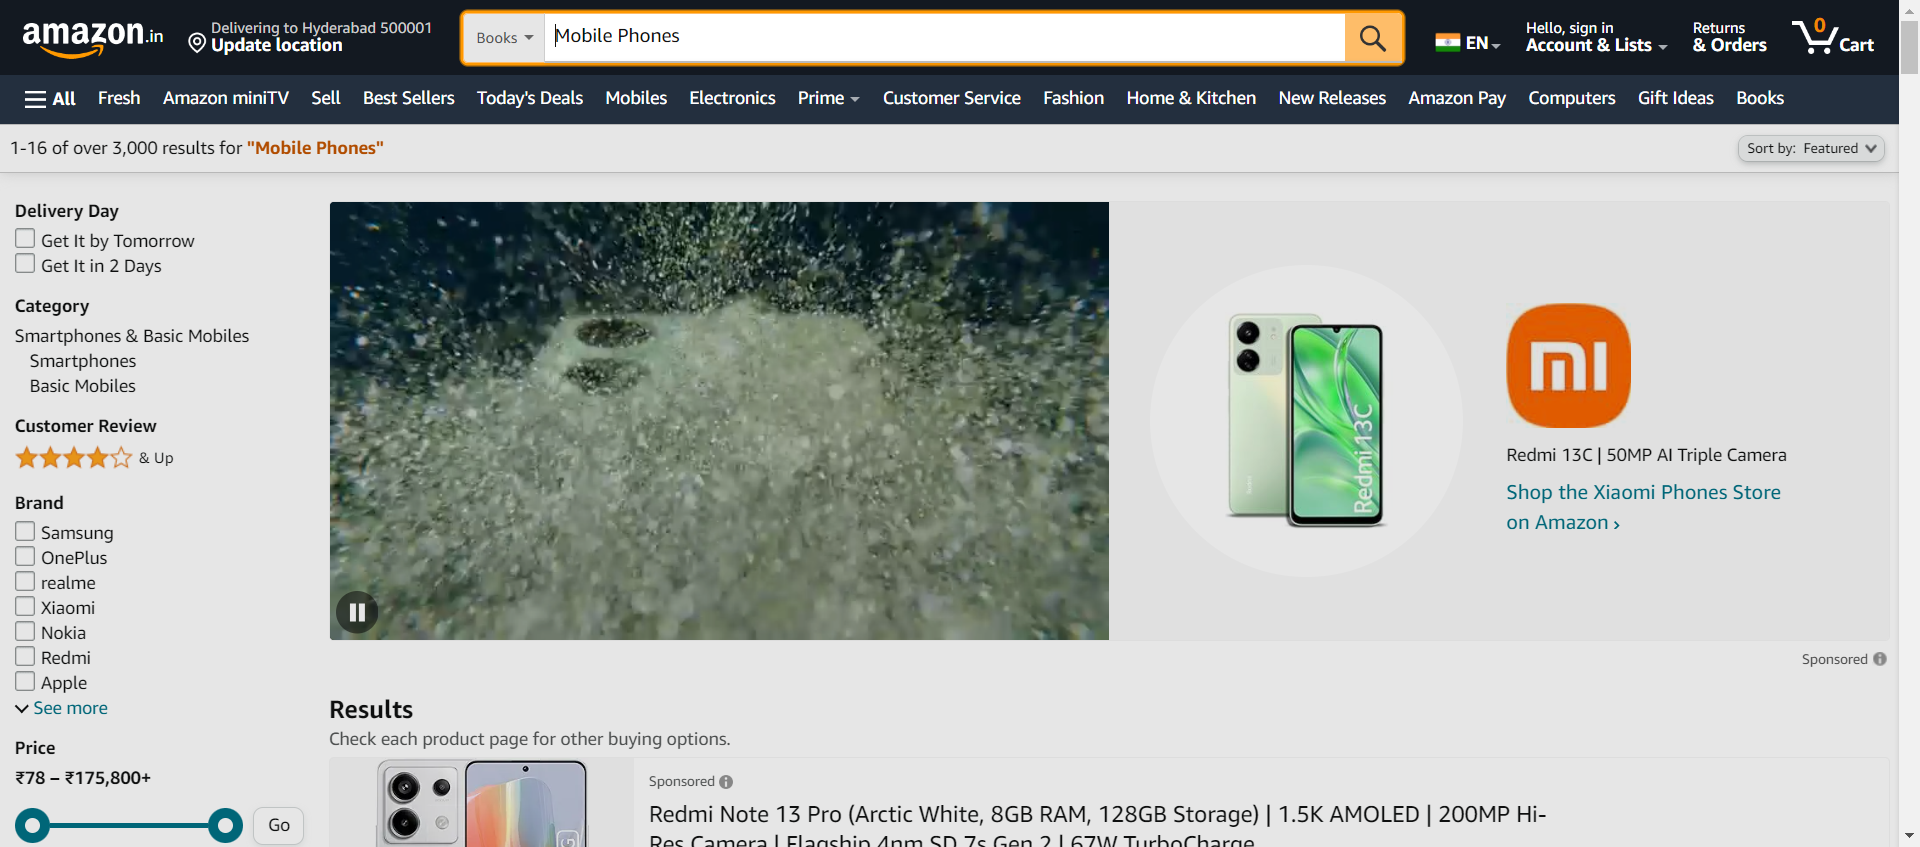 amazon.in
Delivering to Hyderabad 500001
Update location
Books
Mobile Phones
EN
Hello, sign in
Account & Lists
Returns
& Orders
0
Cart
All
Fresh
Amazon miniTV
Sell
Best Sellers
Today's Deals
Mobiles
Electronics
Prime
Customer Service
Fashion
Home & Kitchen
New Releases
Amazon Pay
Computers
Gift Ideas
Books
1-16 of over 3,000 results for "Mobile Phones"
Sort by: Featured
Delivery Day
Get It by Tomorrow
Get It in 2 Days
Category
Smartphones & Basic Mobiles
Smartphones
Basic Mobiles
Customer Review
& Up
Brand
Samsung
OnePlus
realme
Xiaomi
Nokia
Redmi
Apple
See more
Price
₹78 – ₹175,800+
Go
Redmi 13C
mi
Redmi 13C | 50MP AI Triple Camera
Shop the Xiaomi Phones Store
on Amazon ›
Sponsored
Results
Check each product page for other buying options.
Sponsored
Redmi Note 13 Pro (Arctic White, 8GB RAM, 128GB Storage) | 1.5K AMOLED | 200MP Hi-
Res Camera | Flagship 4nm SD 7s Gen 2 | 67W TurboCharge